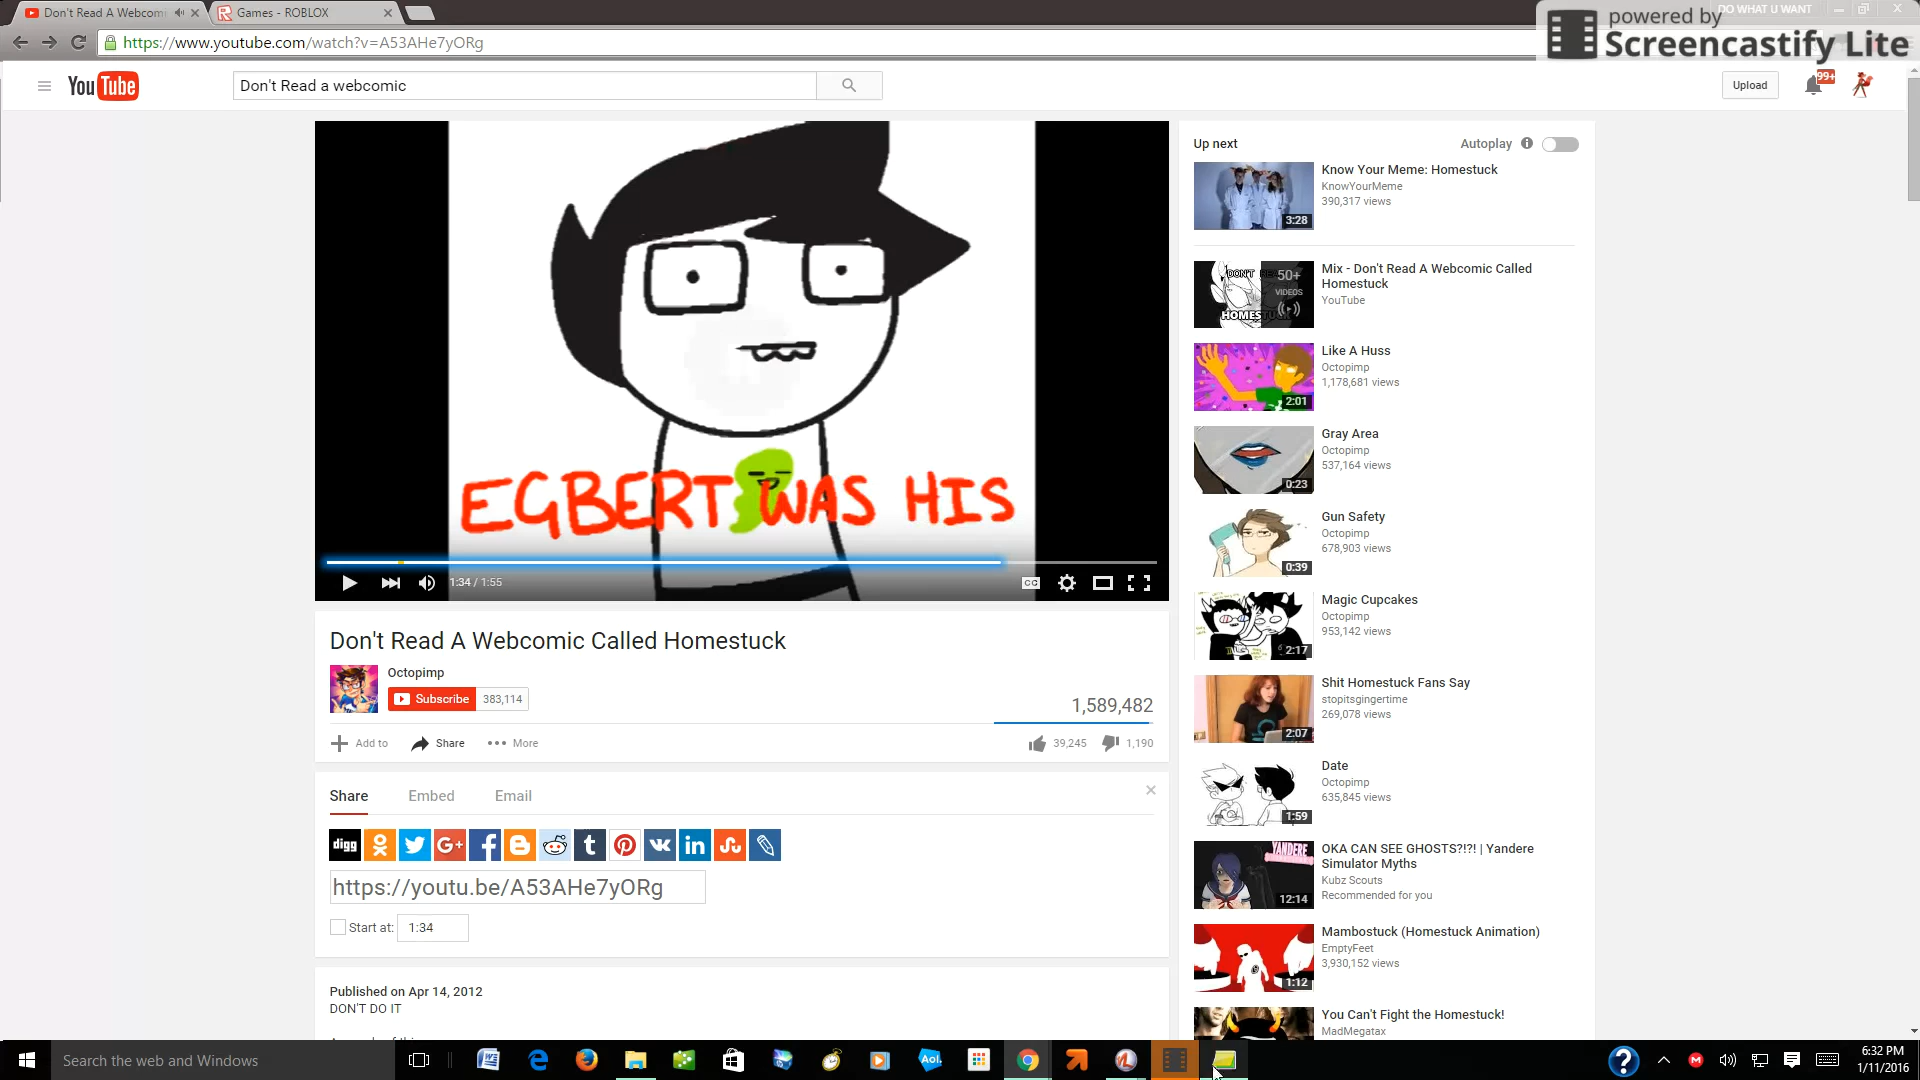 Don't Read A Webcomi
Games - ROBLOX
DO WHAT U WANT
powered by
Screencastify Lite
https://www.youtube.com/watch?v=A53AHe7yORg
YouTube
Don't Read a webcomic
Upload
99+
EGBERT WAS HIS
1:34 / 1:55
CC
Don't Read A Webcomic Called Homestuck
Octopimp
Subscribe 383,114
1,589,482
Add to
Share
More
39,245
1,190
Share
Embed
Email
digg
G+
t
in
https://youtu.be/A53AHe7yORg
Start at: 1:34
Published on Apr 14, 2012
DON'T DO IT
Up next
Autoplay
3:28
Know Your Meme: Homestuck
KnowYourMeme
390,317 views
DON'T
50+
VIDEOS
HOMESTUCK
Mix - Don't Read A Webcomic Called
Homestuck
YouTube
2:01
Like A Huss
Octopimp
1,178,681 views
0:23
Gray Area
Octopimp
537,164 views
0:39
Gun Safety
Octopimp
678,903 views
2:17
Magic Cupcakes
Octopimp
953,142 views
2:07
Shit Homestuck Fans Say
stopitsgingertime
269,078 views
1:59
Date
Octopimp
635,845 views
YANDERE
12:14
OKA CAN SEE GHOSTS?!?! | Yandere
Simulator Myths
Kubz Scouts
Recommended for you
1:12
Mambostuck (Homestuck Animation)
EmptyFeet
3,930,152 views
You Can't Fight the Homestuck!
MadMegatax
Search the web and Windows
Aol.
6:32 PM
1/11/2016